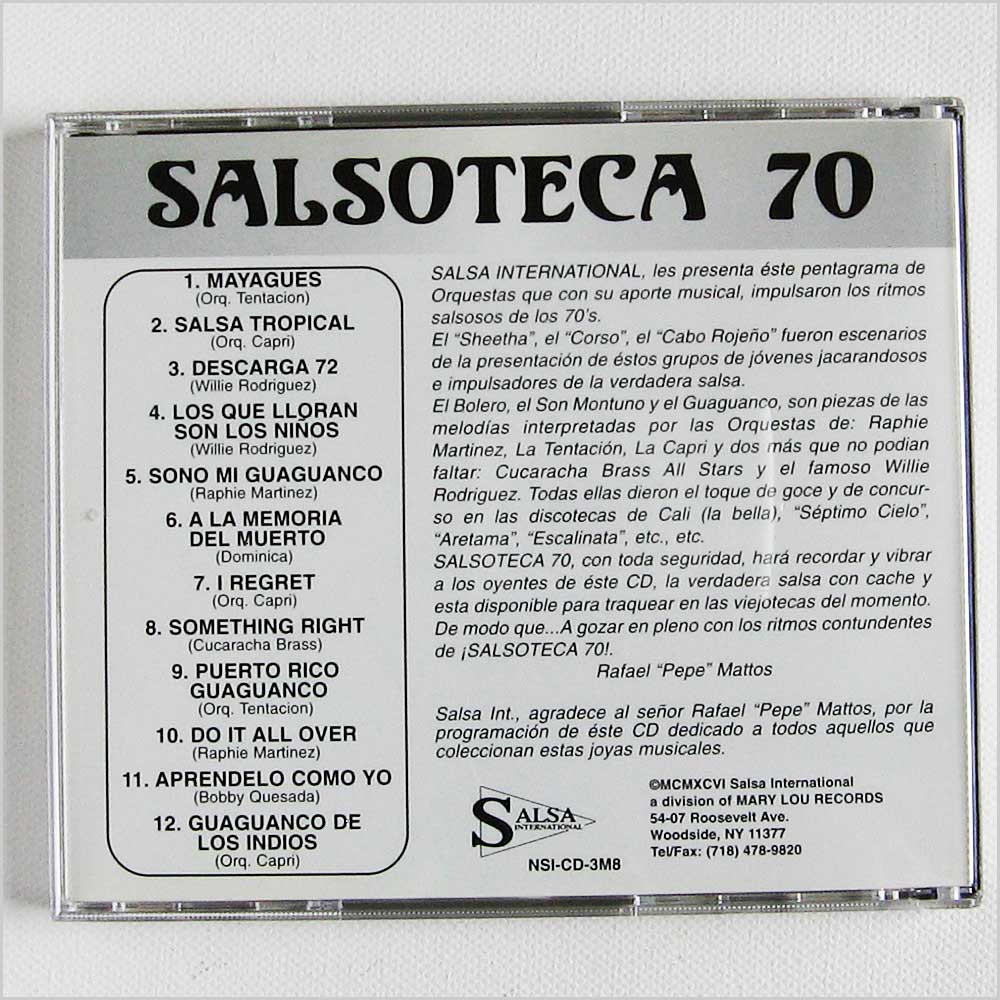 SALSOTECA 70
1. MAYAGUES
(Orq. Tentacion)
2. SALSA TROPICAL
(Orq. Capri)
3. DESCARGA 72
(Willie Rodriguez)
4. LOS QUE LLORAN
SON LOS NIÑOS
(Willie Rodriguez)
5. SONO MI GUAGUANCO
(Raphie Martinez)
6. A LA MEMORIA
DEL MUERTO
(Dominica)
7. I REGRET
(Orq. Capri)
8. SOMETHING RIGHT
(Cucaracha Brass)
9. PUERTO RICO
GUAGUANCO
(Orq. Tentacion)
10. DO IT ALL OVER
(Raphie Martinez)
11. APRENDELO COMO YO
(Bobby Quesada)
12. GUAGUANCO DE
LOS INDIOS
(Orq. Capri)
SALSA INTERNATIONAL, les presenta éste pentagrama de
Orquestas que con su aporte musical, impulsaron los ritmos
salsosos de los 70's.
El “Sheetha”, el “Corso”, el “Cabo Rojeño” fueron escenarios
de la presentación de éstos grupos de jóvenes jacarandosos
e impulsadores de la verdadera salsa.
El Bolero, el Son Montuno y el Guaguanco, son piezas de las
melodías interpretadas por las Orquestas de: Raphie
Martinez, La Tentación, La Capri y dos más que no podian
faltar: Cucaracha Brass All Stars y el famoso Willie
Rodriguez. Todas ellas dieron el toque de goce y de concur-
so en las discotecas de Cali (la bella), “Séptimo Cielo”,
“Aretama”, “Escalinata”, etc., etc.
SALSOTECA 70, con toda seguridad, hará recordar y vibrar
a los oyentes de éste CD, la verdadera salsa con cache y
esta disponible para traquear en las viejotecas del momento.
De modo que...A gozar en pleno con los ritmos contundentes
de ¡SALSOTECA 70!.
Rafael “Pepe” Mattos
Salsa Int., agradece al señor Rafael “Pepe” Mattos, por la
programación de éste CD dedicado a todos aquellos que
coleccionan estas joyas musicales.
SALSA
INTERNATIONAL
NSI-CD-3M8
©MCMXCVI Salsa International
a division of MARY LOU RECORDS
54-07 Roosevelt Ave.
Woodside, NY 11377
Tel/Fax: (718) 478-9820